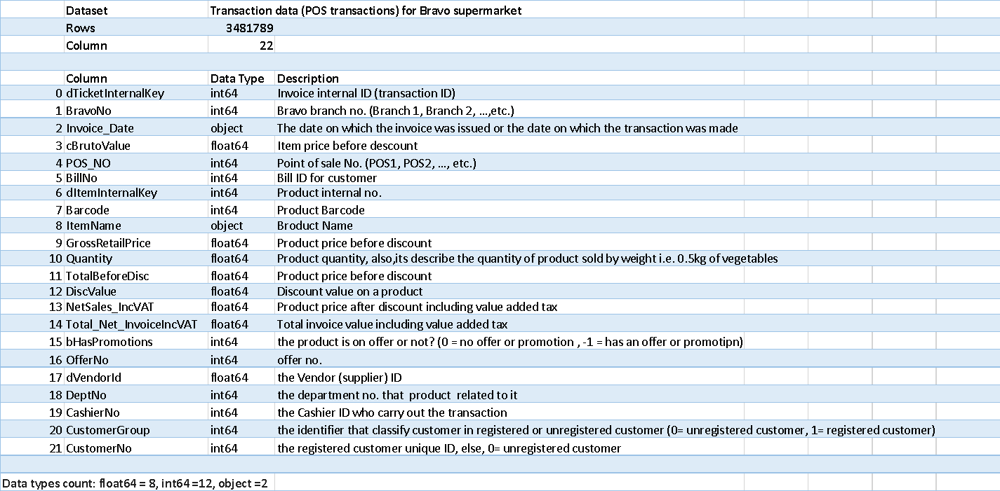 Dataset Transaction data (POS transactions) for Bravo supermarket
Rows 3481789
Column 22
Column Data Type Description
0 dTicketInternalKey int64 Invoice internal ID (transaction ID)
1 BravoNo int64 Bravo branch no. (Branch 1, Branch 2, ...,etc.)
2 Invoice_Date object The date on which the invoice was issued or the date on which the transaction was made
3 cBrutoValue float64 Item price before descount
4 POS_NO int64 Point of sale No. (POS1, POS2, ..., etc.)
5 BillNo int64 Bill ID for customer
6 dItemInternalKey int64 Product internal no.
7 Barcode int64 Product Barcode
8 ItemName object Broduct Name
9 GrossRetailPrice float64 Product price before discount
10 Quantity float64 Product quantity, also,its describe the quantity of product sold by weight i.e. 0.5kg of vegetables
11 TotalBeforeDisc float64 Product price before discount
12 DiscValue float64 Discount value on a product
13 NetSales_IncVAT float64 Product price after discount including value added tax
14 Total_Net_InvoiceIncVAT float64 Total invoice value including value added tax
15 bHasPromotions int64 the product is on offer or not? (0 = no offer or promotion , -1 = has an offer or promotipn)
16 OfferNo int64 offer no.
17 dVendorId float64 the Vendor (supplier) ID
18 DeptNo int64 the department no. that product related to it
19 CashierNo int64 the Cashier ID who carry out the transaction
20 CustomerGroup int64 the identifier that classify customer in registered or unregistered customer (0= unregistered customer, 1= registered customer)
21 CustomerNo int64 the registered customer unique ID, else, 0= unregistered customer
Data types count: float64 = 8, int64 =12, object =2